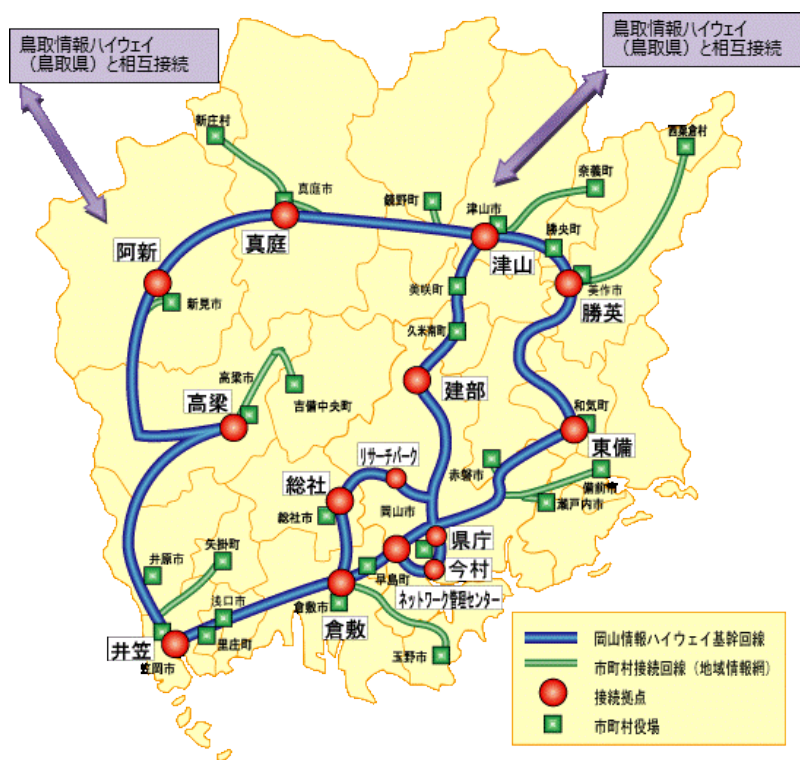 鳥取情報ハイウェイ
（鳥取県）と相互接続
鳥取情報ハイウェイ
（鳥取県）と相互接続
新庄村
西粟倉村
真庭市
鏡野町
奈義町
津山市
勝央町
真庭
津山
阿新
美咲町
美作市
勝英
新見市
久米南町
高梁市
建部
吉備中央町
高梁
和気町
東備
リサーチパーク
赤磐市
総社
備前市
瀬戸内市
岡山市
総社市
県庁
矢掛町
井原市
早島町
今村
ネットワーク管理センター
浅口市
倉敷市
倉敷
里庄町
井笠
笠岡市
玉野市
岡山情報ハイウェイ基幹回線
市町村接続回線（地域情報網）
接続拠点
市町村役場